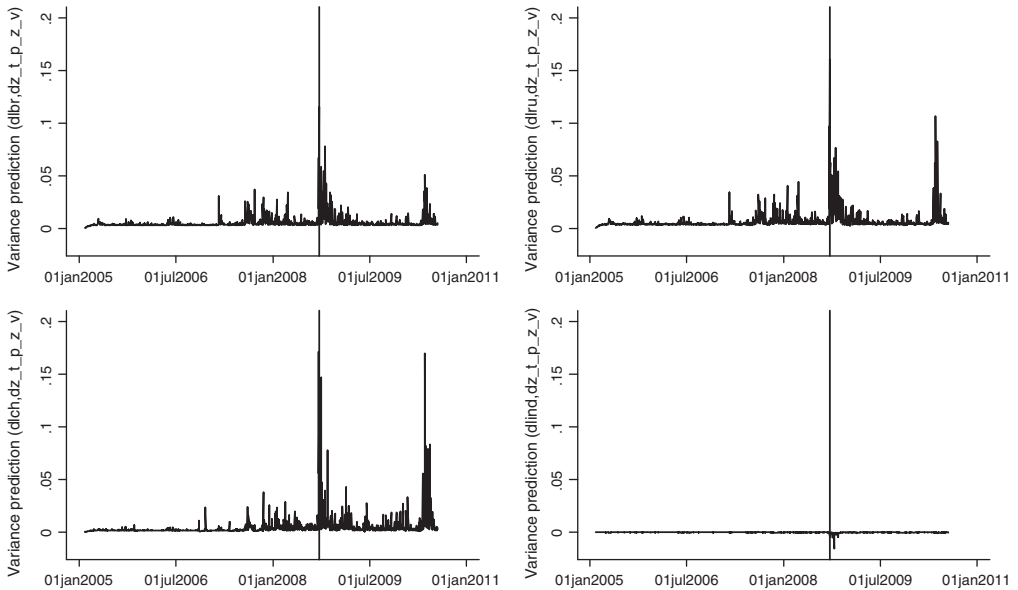 Variance prediction (dlbr,dz_t_p_z_v)
.2
.15
.1
.05
0
01jan2005 01jul2006 01jan2008 01jul2009 01jan2011
Variance prediction (dlru,dz_t_p_z_v)
.2
.15
.1
.05
0
01jan2005 01jul2006 01jan2008 01jul2009 01jan2011
Variance prediction (dlch,dz_t_p_z_v)
.2
.15
.1
.05
0
01jan2005 01jul2006 01jan2008 01jul2009 01jan2011
Variance prediction (dlind,dz_t_p_z_v)
.2
.15
.1
.05
0
01jan2005 01jul2006 01jan2008 01jul2009 01jan2011